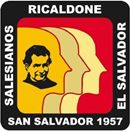 RICALDONE
SALESIANOS
EL SALVADOR
SAN SALVADOR 1957